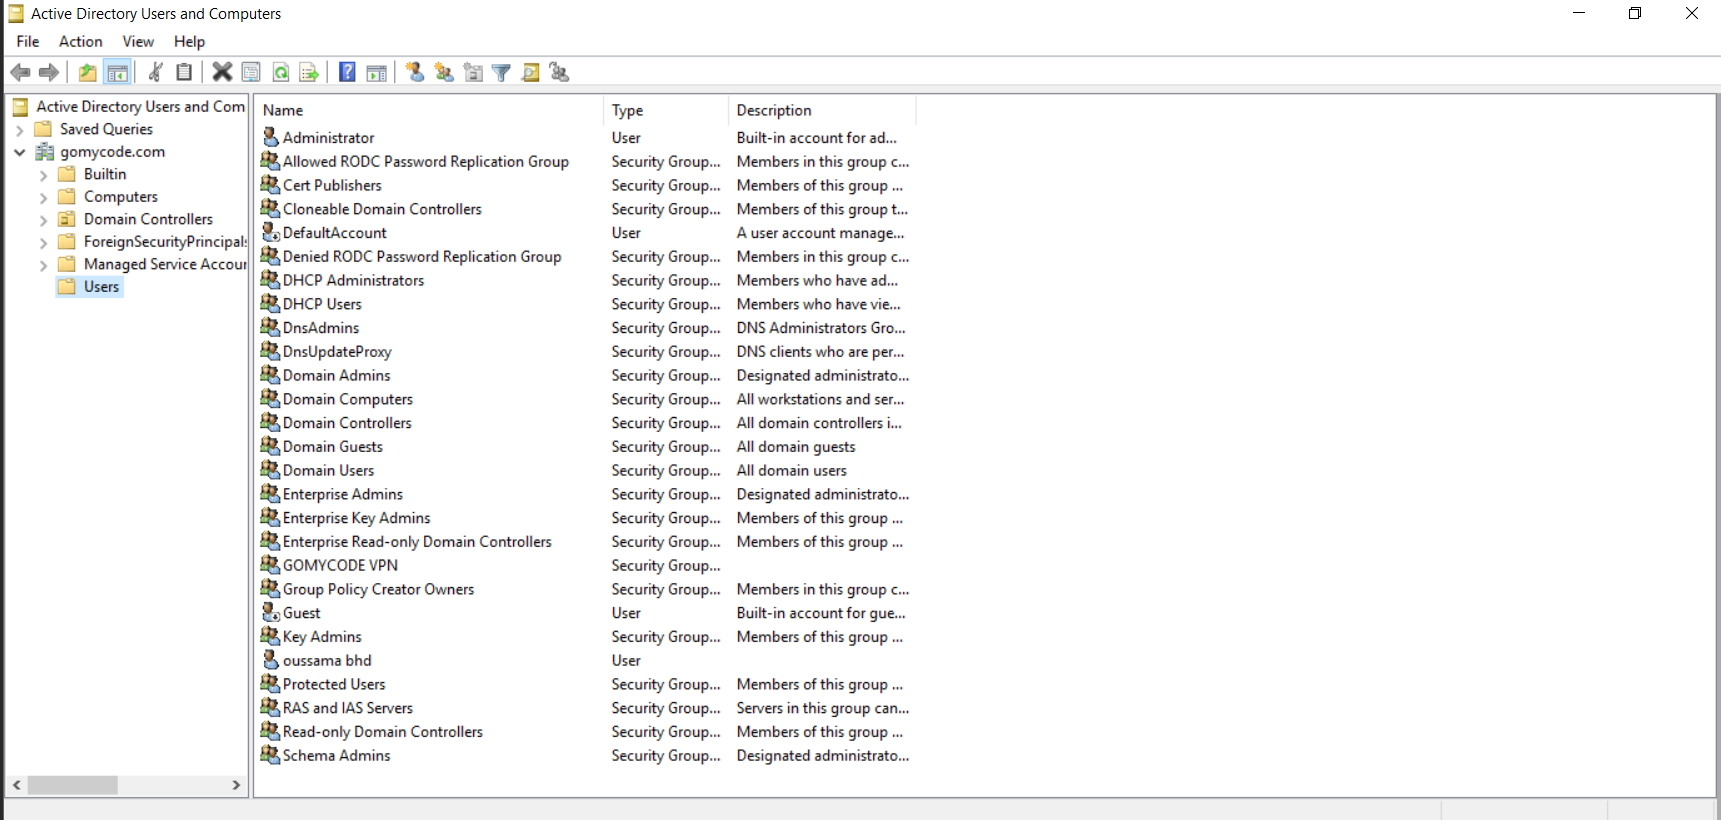 Active Directory Users and Computers
File Action View Help
Active Directory Users and Com
Saved Queries
gomycode.com
Builtin
Computers
Domain Controllers
ForeignSecurityPrincipals
Managed Service Accour
Users
Name Type Description
Administrator User Built-in account for ad...
Allowed RODC Password Replication Group Security Group... Members in this group c...
Cert Publishers Security Group... Members of this group ...
Cloneable Domain Controllers Security Group... Members of this group t...
DefaultAccount User A user account manage...
Denied RODC Password Replication Group Security Group... Members in this group c...
DHCP Administrators Security Group... Members who have ad...
DHCP Users Security Group... Members who have vie...
DnsAdmins Security Group... DNS Administrators Gro...
DnsUpdateProxy Security Group... DNS clients who are per...
Domain Admins Security Group... Designated administrato...
Domain Computers Security Group... All workstations and ser...
Domain Controllers Security Group... All domain controllers i...
Domain Guests Security Group... All domain guests
Domain Users Security Group... All domain users
Enterprise Admins Security Group... Designated administrato...
Enterprise Key Admins Security Group... Members of this group ...
Enterprise Read-only Domain Controllers Security Group... Members of this group ...
GOMYCODE VPN Security Group...
Group Policy Creator Owners Security Group... Members in this group c...
Guest User Built-in account for gue...
Key Admins Security Group... Members of this group ...
oussama bhd User
Protected Users Security Group... Members of this group ...
RAS and IAS Servers Security Group... Servers in this group can...
Read-only Domain Controllers Security Group... Members of this group ...
Schema Admins Security Group... Designated administrato...